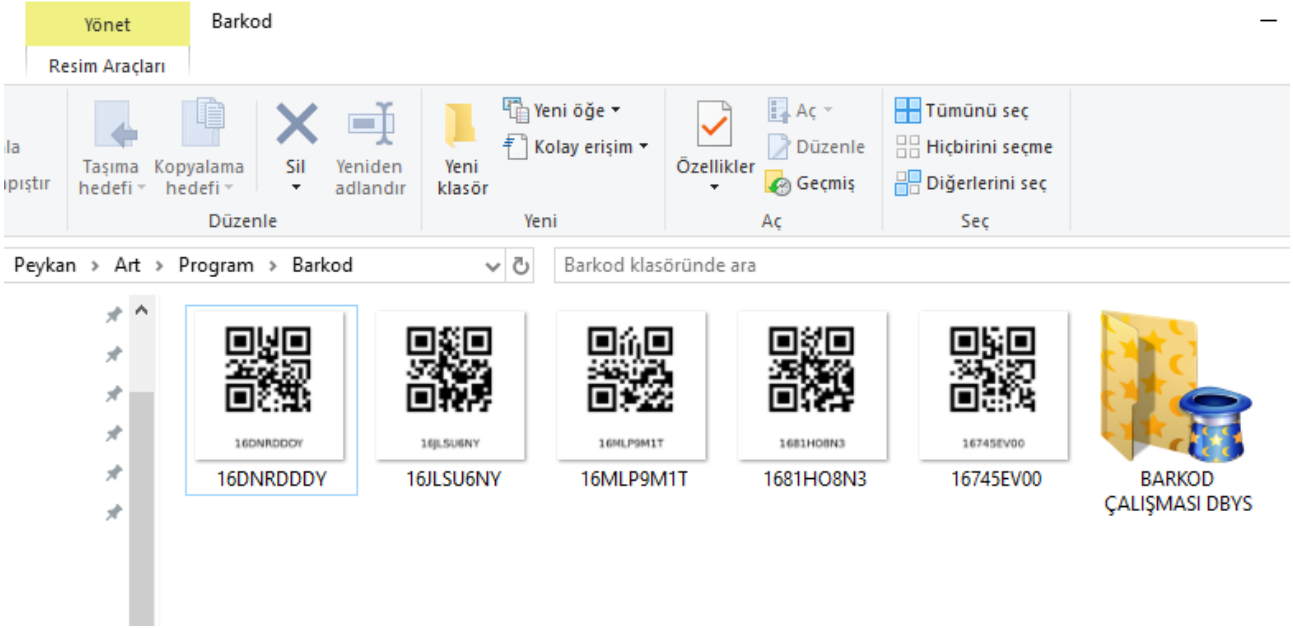 Yönet
Barkod
Resim Araçları
Taşıma hedefi
Kopyalama hedefi
Sil
Yeniden adlandır
Yeni klasör
Yeni öğe
Kolay erişim
Özellikler
Aç
Düzenle
Geçmiş
Tümünü seç
Hiçbirini seçme
Diğerlerini seç
Düzenle
Yeni
Aç
Seç
Peykan > Art > Program > Barkod
Barkod klasöründe ara
16DNRDDDY
16JLSU6NY
16MLP9M1T
1681HO8N3
16745EV00
16DNRDDDY
16JLSU6NY
16MLP9M1T
1681HO8N3
16745EV00
BARKOD
ÇALIŞMASI DBYS